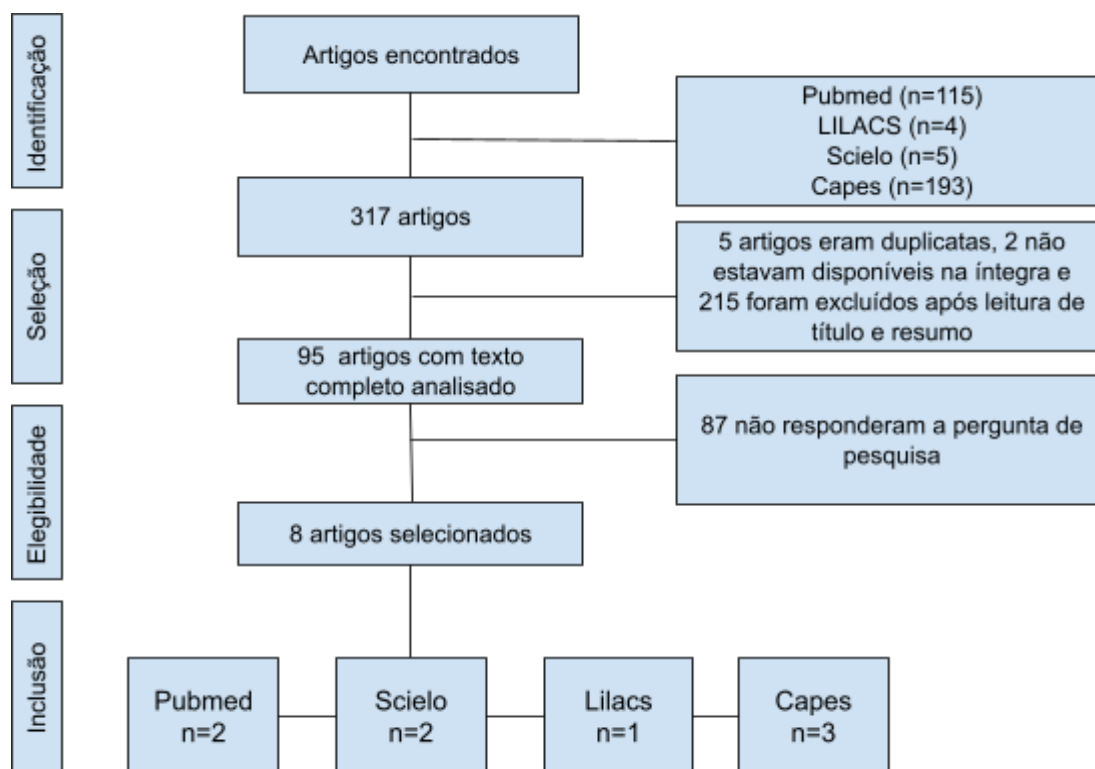 Identificação
Artigos encontrados
Pubmed (n=115)
LILACS (n=4)
Scielo (n=5)
Capes (n=193)
317 artigos
Seleção
5 artigos eram duplicatas, 2 não
estavam disponíveis na íntegra e
215 foram excluídos após leitura de
título e resumo
95 artigos com texto
completo analisado
Elegibilidade
87 não responderam a pergunta de
pesquisa
8 artigos selecionados
Inclusão
Pubmed
n=2
Scielo
n=2
Lilacs
n=1
Capes
n=3